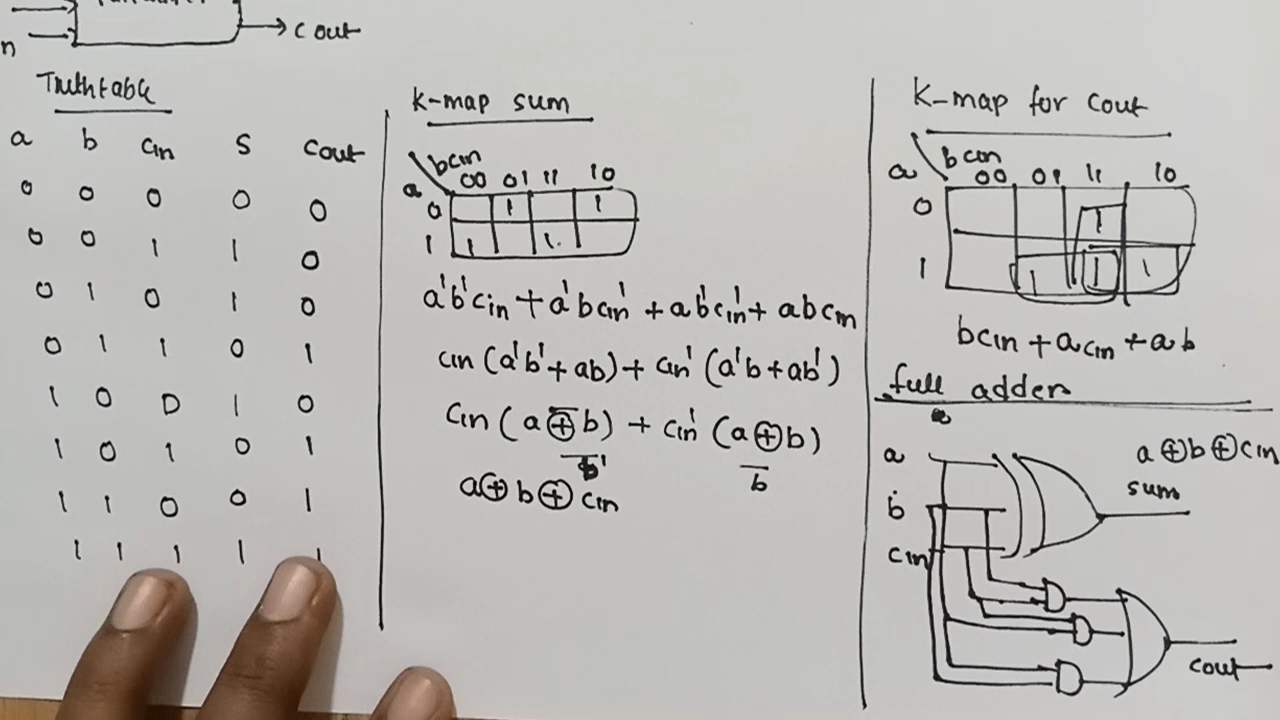 n
cout
Truthtable
a b cin S cout
0 0 0 0 0
0 0 1 1 0
0 1 0 1 0
0 1 1 0 1
1 0 0 1 0
1 0 1 0 1
1 1 0 0 1
1 1 1 1 1
k-map sum
bcin
a 00 01 11 10
0 1 1
1 1 1
a'b'cin + a'bcin' + ab'cin' + abcin
cin (a'b' + ab) + cin' (a'b + ab')
cin (a ⊕ b)‾ + cin' (a ⊕ b)
b' b
a ⊕ b ⊕ cin
K-map for cout
bcin
a 00 01 11 10
0 1
1 1 1 1
bcin + acin + ab
full adder
a
b
cin
a ⊕ b ⊕ cin
sum
cout